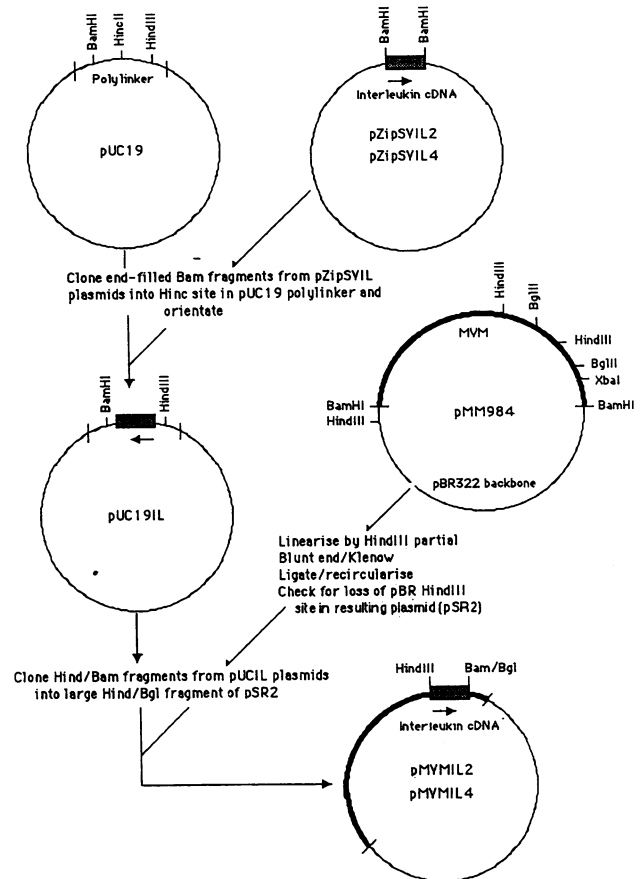 BamHI
HincII
HindIII
Polylinker
pUC19
BamHI
BamHI
Interleukin cDNA
pZipSVIL2
pZipSVIL4
Clone end-filled Bam fragments from pZipSVIL
plasmids into Hinc site in pUC19 polylinker and
orientate
HindIII
BglII
HindIII
BglII
XbaI
BamHI
MVM
BamHI
HindIII
pMM984
pBR322 backbone
BamHI
HindIII
pUC19IL
Linearise by HindIII partial
Blunt end/Klenow
Ligate/recircularise
Check for loss of pBR HindIII
site in resulting plasmid (pSR2)
Clone Hind/Bam fragments from pUCIL plasmids
into large Hind/Bgl fragment of pSR2
HindIII
Bam/Bgl
Interleukin cDNA
pMVMIL2
pMVMIL4